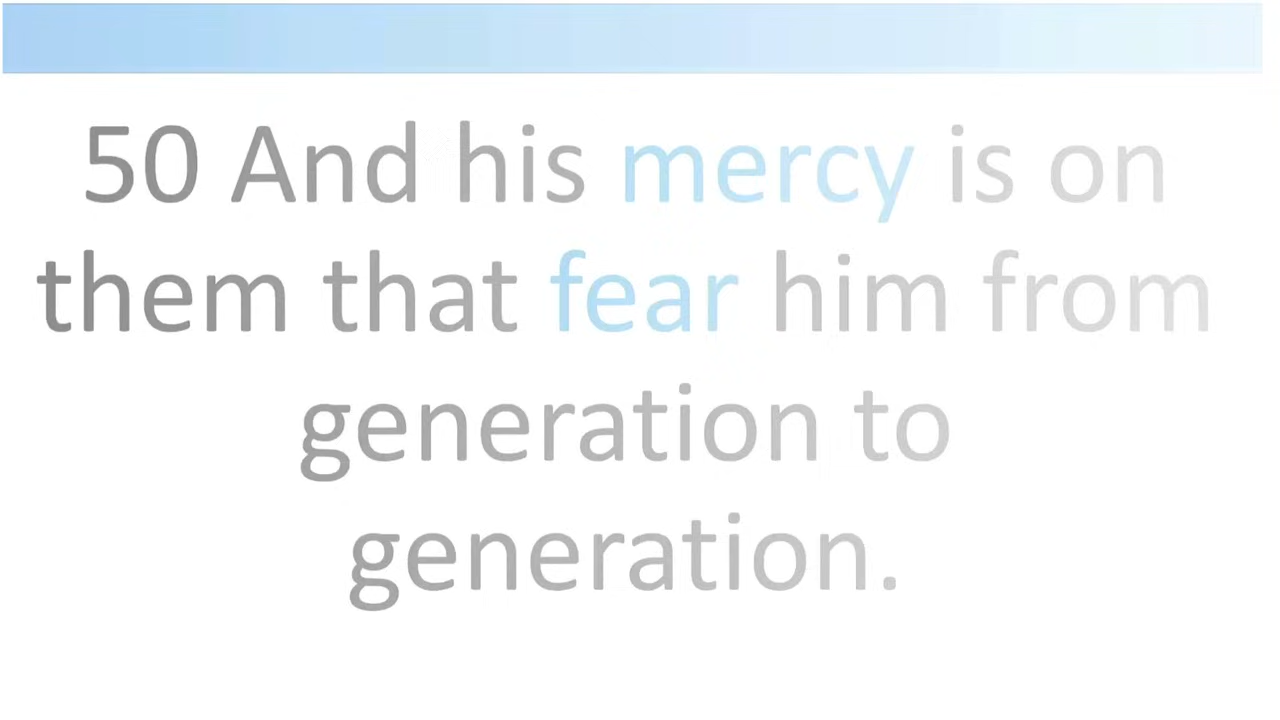 50 And his mercy is on
them that fear him from
generation to
generation.